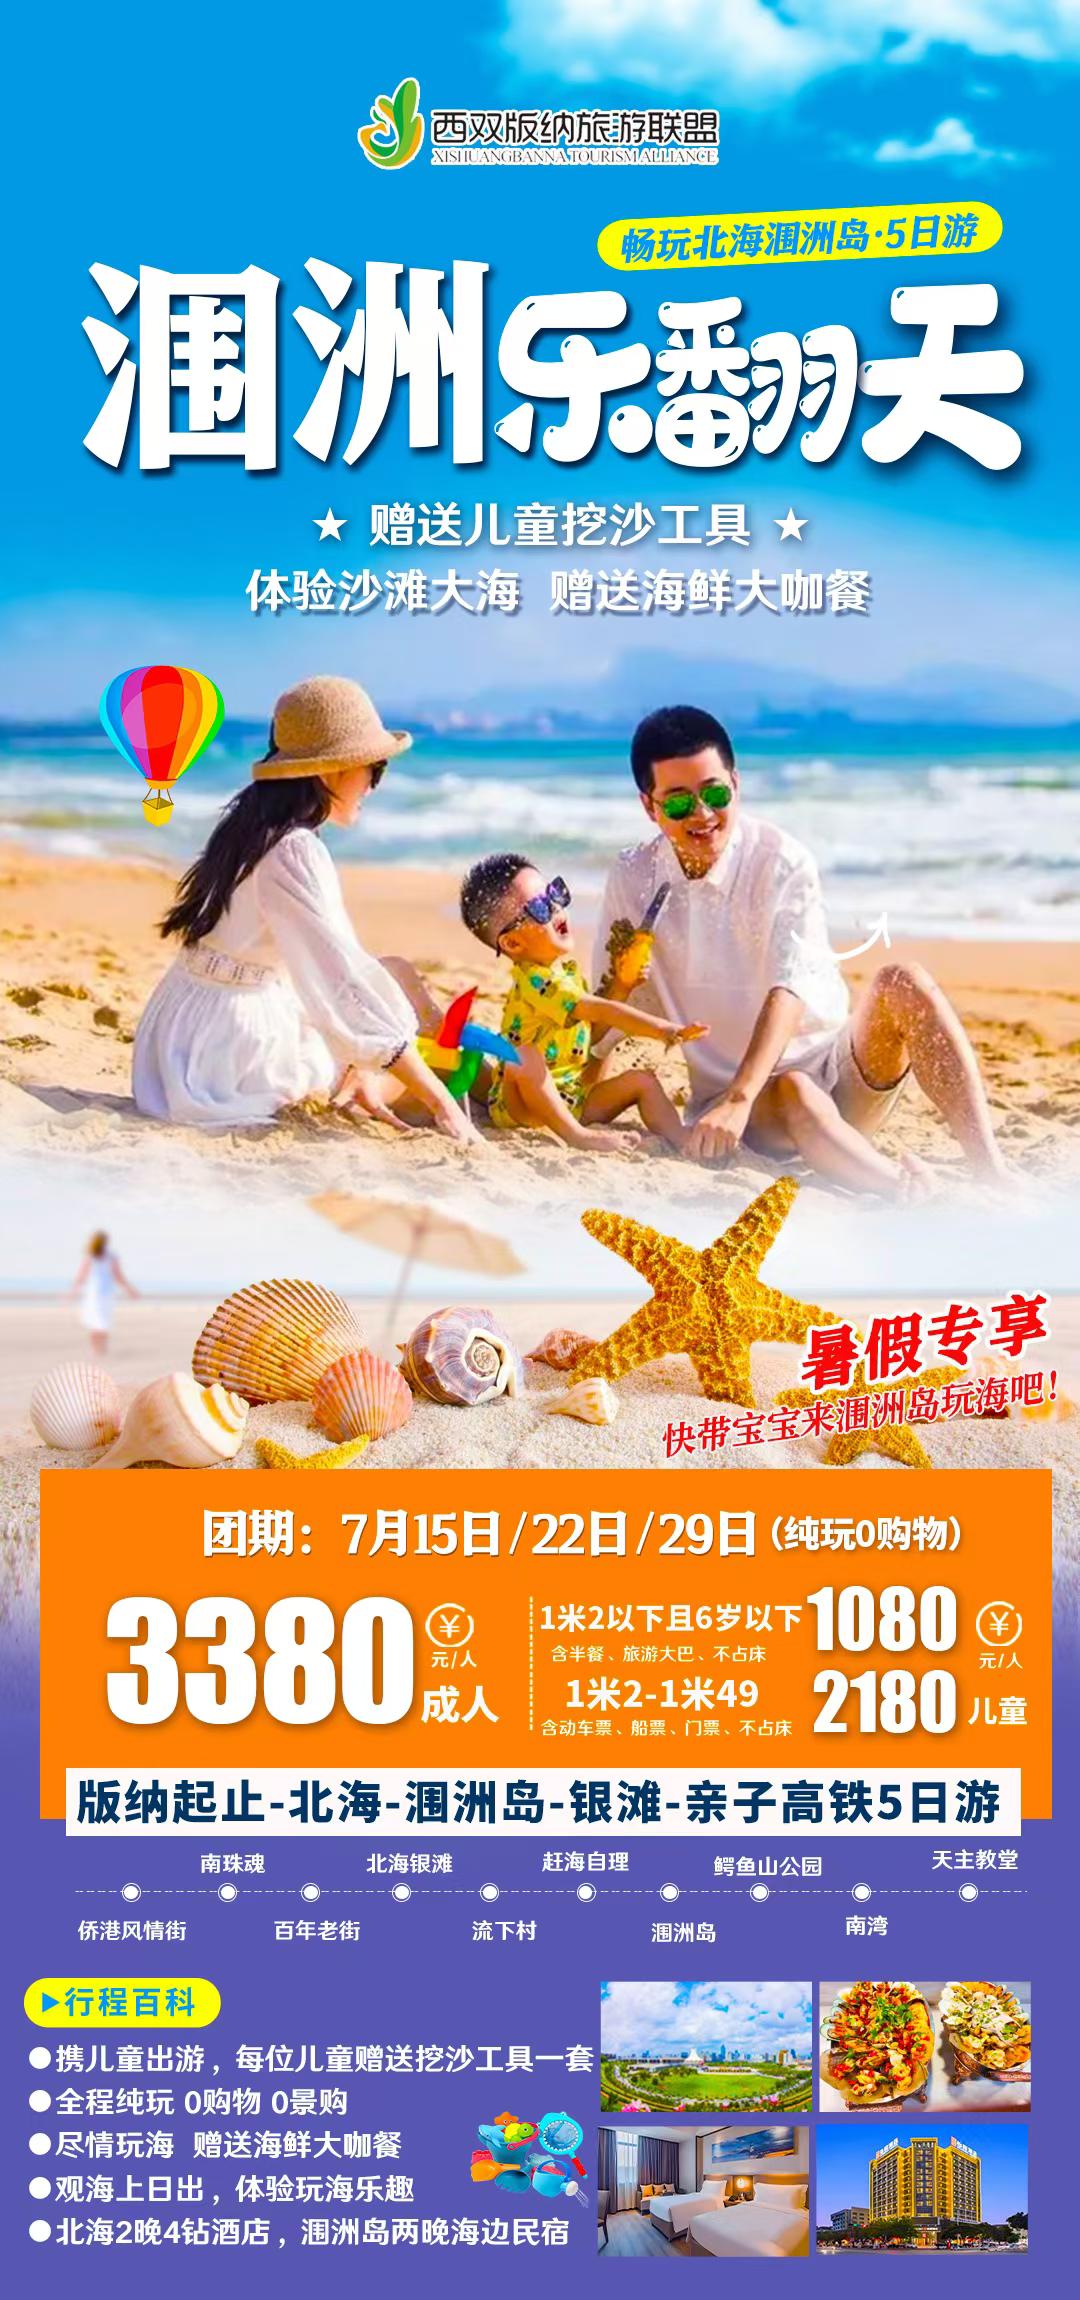 西双版纳旅游联盟
XISHUANGBANNA TOURISM ALLIANCE
畅玩北海涠洲岛·5日游
涠洲乐翻天
★ 赠送儿童挖沙工具 ★
体验沙滩大海 赠送海鲜大咖餐
暑假专享
快带宝宝来涠洲岛玩海吧!
团期：7月15日/22日/29日(纯玩0购物)
3380 ¥ 元/人 成人
1米2以下且6岁以下 1080 ¥ 元/人
含半餐、旅游大巴、不占床
1米2-1米49 2180 儿童
含动车票、船票、门票、不占床
版纳起止-北海-涠洲岛-银滩-亲子高铁5日游
南珠魂 北海银滩 赶海自理 鳄鱼山公园 天主教堂
侨港风情街 百年老街 流下村 涠洲岛 南湾
▶行程百科
●携儿童出游，每位儿童赠送挖沙工具一套
●全程纯玩 0购物 0景购
●尽情玩海 赠送海鲜大咖餐
●观海上日出，体验玩海乐趣
●北海2晚4钻酒店，涠洲岛两晚海边民宿